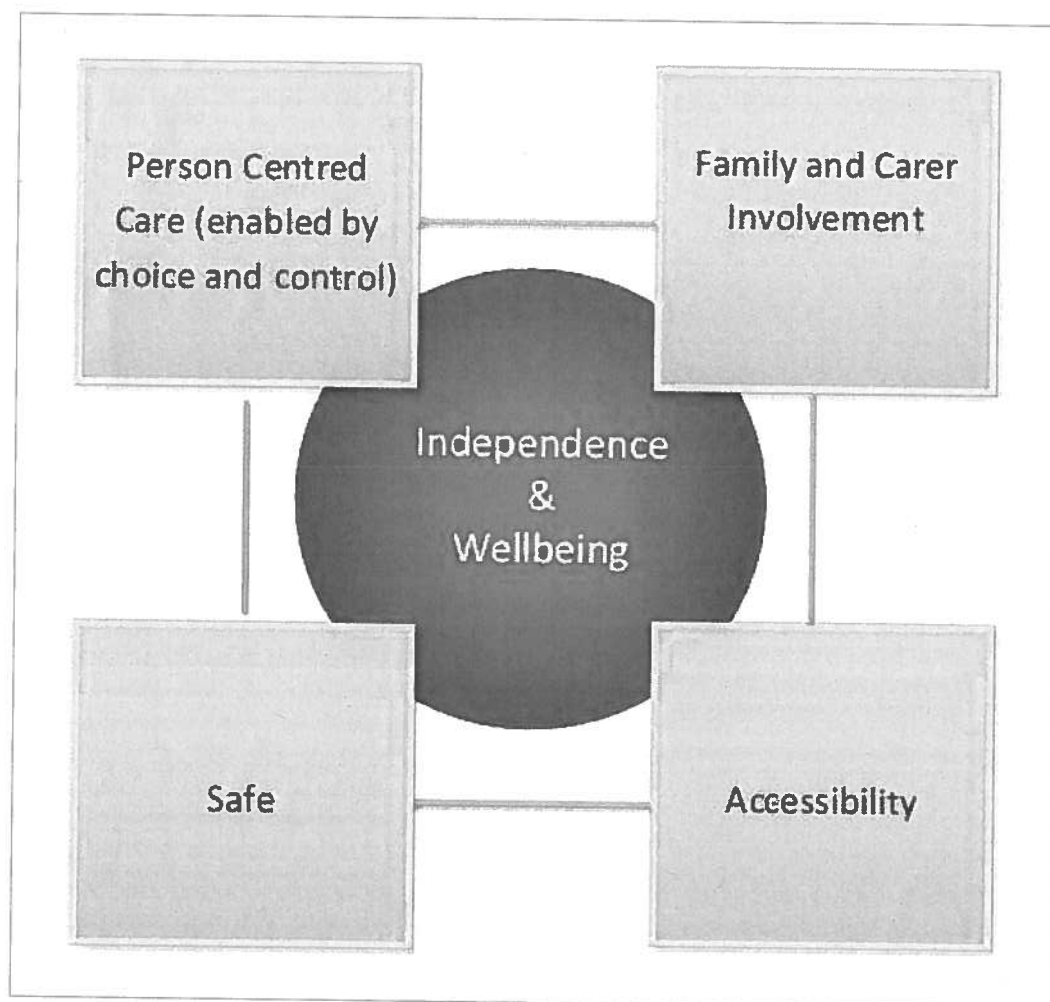 Person Centred
Care (enabled by
choice and control)
Family and Carer
Involvement
Independence
&
Wellbeing
Safe
Accessibility